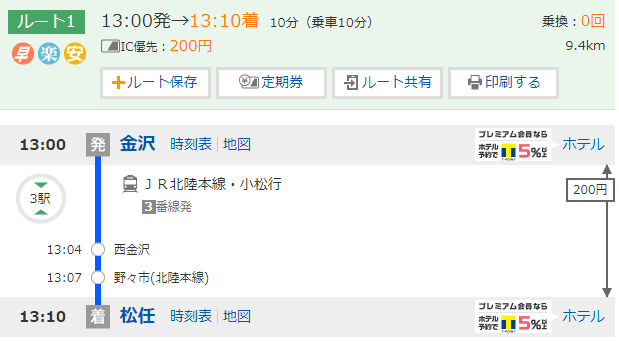 ルート1
13:00発→13:10着 10分（乗車10分）
乗換：0回
早 楽 安
IC優先：200円
9.4km
ルート保存
定期券
ルート共有
印刷する
13:00 発 金沢 時刻表 | 地図
プレミアム会員なら
ホテル予約で T-POINT 5%以上
ホテル
3駅
ＪＲ北陸本線・小松行
3番線発
200円
13:04 西金沢
13:07 野々市(北陸本線)
13:10 着 松任 時刻表 | 地図
プレミアム会員なら
ホテル予約で T-POINT 5%以上
ホテル